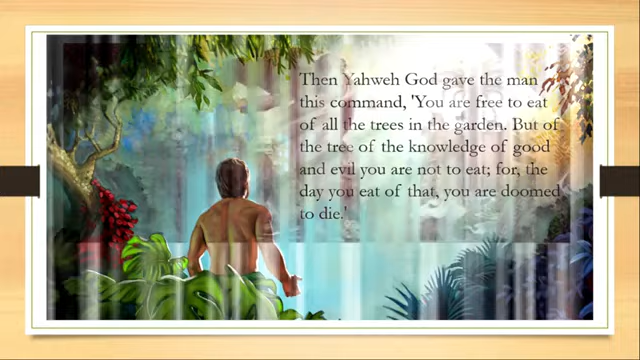 Then Yahweh God gave the man
this command, 'You are free to eat
of all the trees in the garden. But of
the tree of the knowledge of good
and evil you are not to eat; for, the
day you eat of that, you are doomed
to die.'